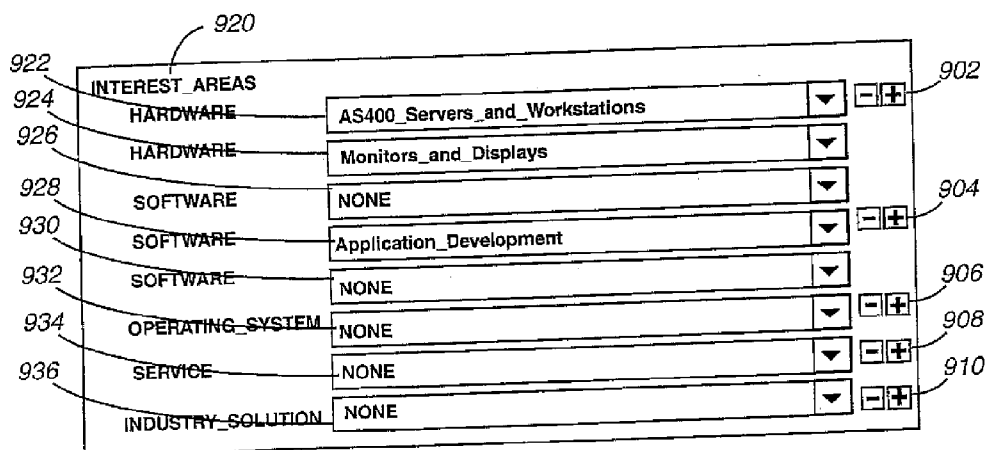 920
INTEREST_AREAS
922 HARDWARE AS400_Servers_and_Workstations - + 902
924 HARDWARE Monitors_and_Displays
926 SOFTWARE NONE
928 SOFTWARE Application_Development - + 904
930 SOFTWARE NONE
932 OPERATING_SYSTEM NONE - + 906
934 SERVICE NONE - + 908
936 INDUSTRY_SOLUTION NONE - + 910